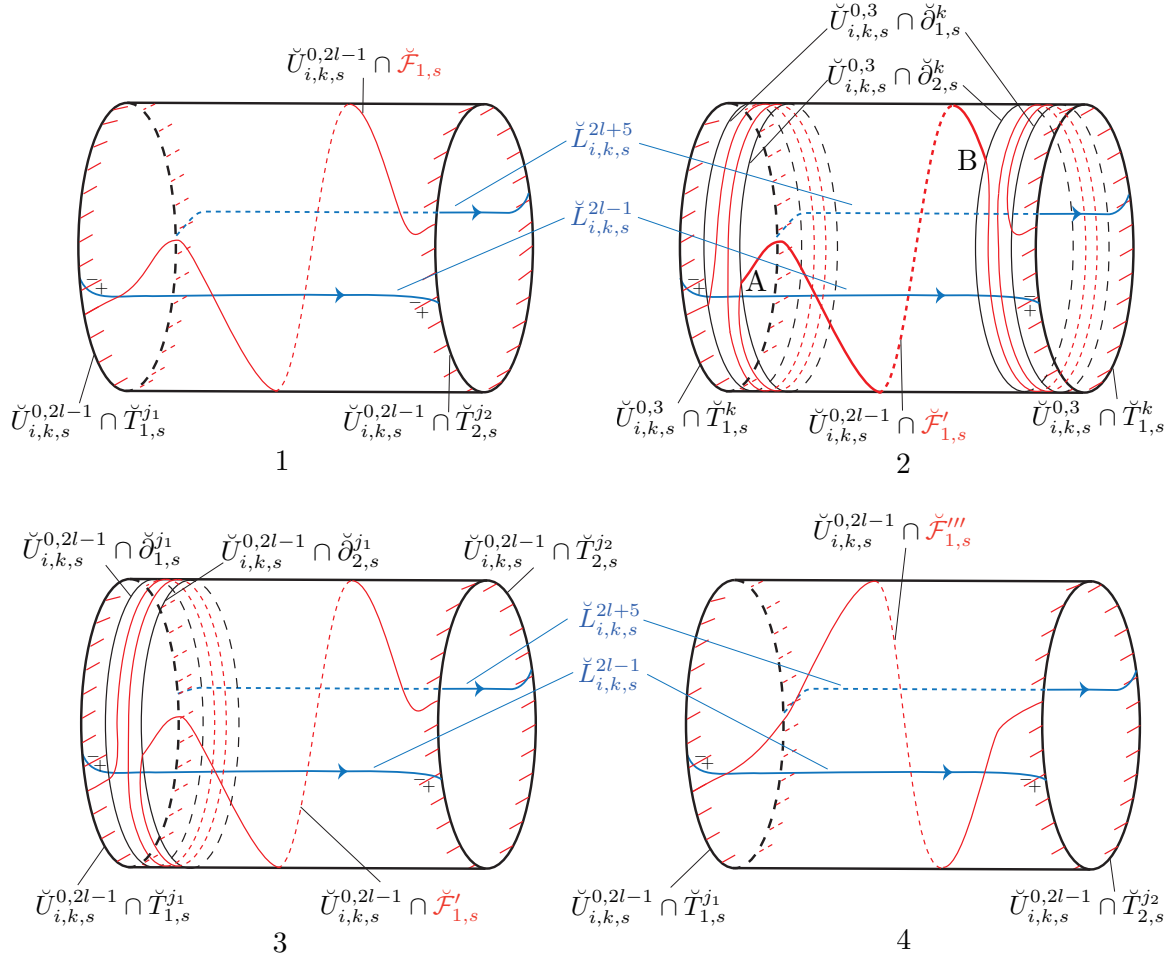 Ŭ^{0,2l−1}_{i,k,s} ∩ F̆_{1,s}
Ŭ^{0,3}_{i,k,s} ∩ ∂̆^k_{1,s}
Ŭ^{0,3}_{i,k,s} ∩ ∂̆^k_{2,s}
L̆^{2l+5}_{i,k,s}
L̆^{2l−1}_{i,k,s}
A
B
− +
− +
− +
− +
Ŭ^{0,2l−1}_{i,k,s} ∩ T̆^{j_1}_{1,s}
Ŭ^{0,2l−1}_{i,k,s} ∩ T̆^{j_2}_{2,s}
Ŭ^{0,3}_{i,k,s} ∩ T̆^k_{1,s}
Ŭ^{0,2l−1}_{i,k,s} ∩ F̆′_{1,s}
Ŭ^{0,3}_{i,k,s} ∩ T̆^k_{1,s}
1
2
Ŭ^{0,2l−1}_{i,k,s} ∩ ∂̆^{j_1}_{1,s}
Ŭ^{0,2l−1}_{i,k,s} ∩ ∂̆^{j_1}_{2,s}
Ŭ^{0,2l−1}_{i,k,s} ∩ T̆^{j_2}_{2,s}
Ŭ^{0,2l−1}_{i,k,s} ∩ F̆‴_{1,s}
L̆^{2l+5}_{i,k,s}
L̆^{2l−1}_{i,k,s}
− +
− +
− +
− +
Ŭ^{0,2l−1}_{i,k,s} ∩ T̆^{j_1}_{1,s}
Ŭ^{0,2l−1}_{i,k,s} ∩ F̆′_{1,s}
Ŭ^{0,2l−1}_{i,k,s} ∩ T̆^{j_1}_{1,s}
Ŭ^{0,2l−1}_{i,k,s} ∩ T̆^{j_2}_{2,s}
3
4